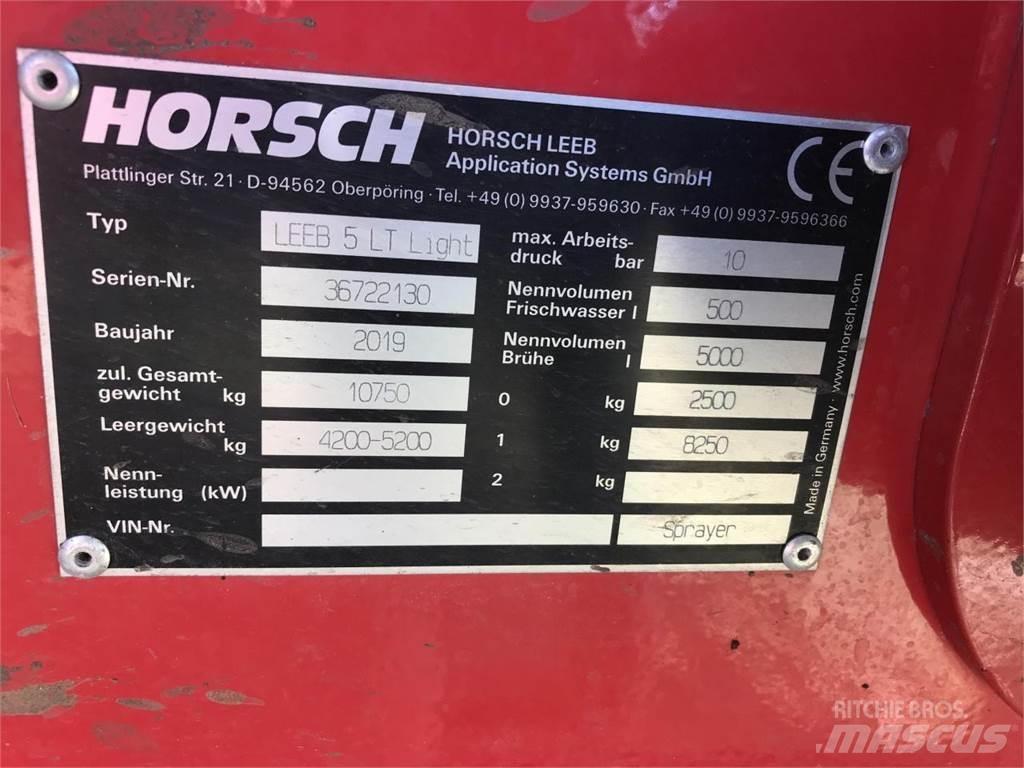 HORSCH HORSCH LEEB
Application Systems GmbH
CE
Plattlinger Str. 21 · D-94562 Oberpöring · Tel. +49 (0) 9937-959630 · Fax +49 (0) 9937-9596366
Typ LEEB 5 LT Light
Serien-Nr. 36722130
Baujahr 2019
zul. Gesamt-
gewicht kg 10750
Leergewicht
kg 4200-5200
Nenn-
leistung (kW)
VIN-Nr.
max. Arbeits-
druck bar 10
Nennvolumen
Frischwasser l 500
Nennvolumen
Brühe l 5000
0 kg 2500
1 kg 8250
2 kg
Sprayer
Made in Germany · www.horsch.com
RITCHIE BROS.
MASCUS